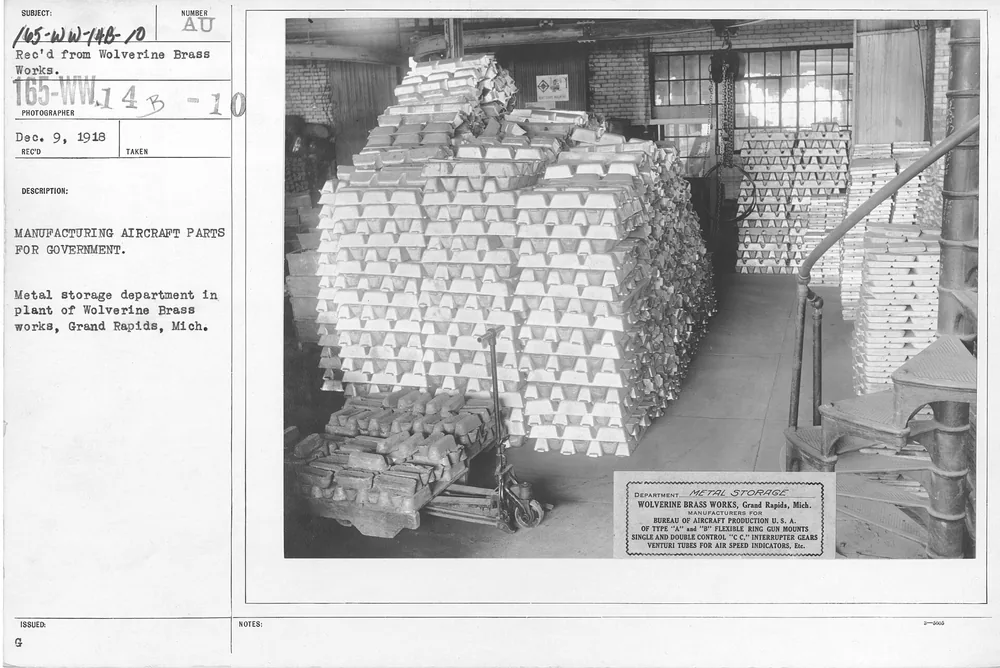 SUBJECT:
NUMBER
165-WW-14B-10
AU
Rec'd from Wolverine Brass
Works.
165-WW 14 B - 10
PHOTOGRAPHER
Dec. 9, 1918
REC'D
TAKEN
DESCRIPTION:
MANUFACTURING AIRCRAFT PARTS
FOR GOVERNMENT.
Metal storage department in
plant of Wolverine Brass
works, Grand Rapids, Mich.
DEPARTMENT METAL STORAGE
WOLVERINE BRASS WORKS, Grand Rapids, Mich.
MANUFACTURERS FOR
BUREAU OF AIRCRAFT PRODUCTION U. S. A.
OF TYPE "A" and "B" FLEXIBLE RING GUN MOUNTS
SINGLE AND DOUBLE CONTROL "C C," INTERRUPTER GEARS
VENTURI TUBES FOR AIR SPEED INDICATORS, Etc.
ISSUED:
G
NOTES: